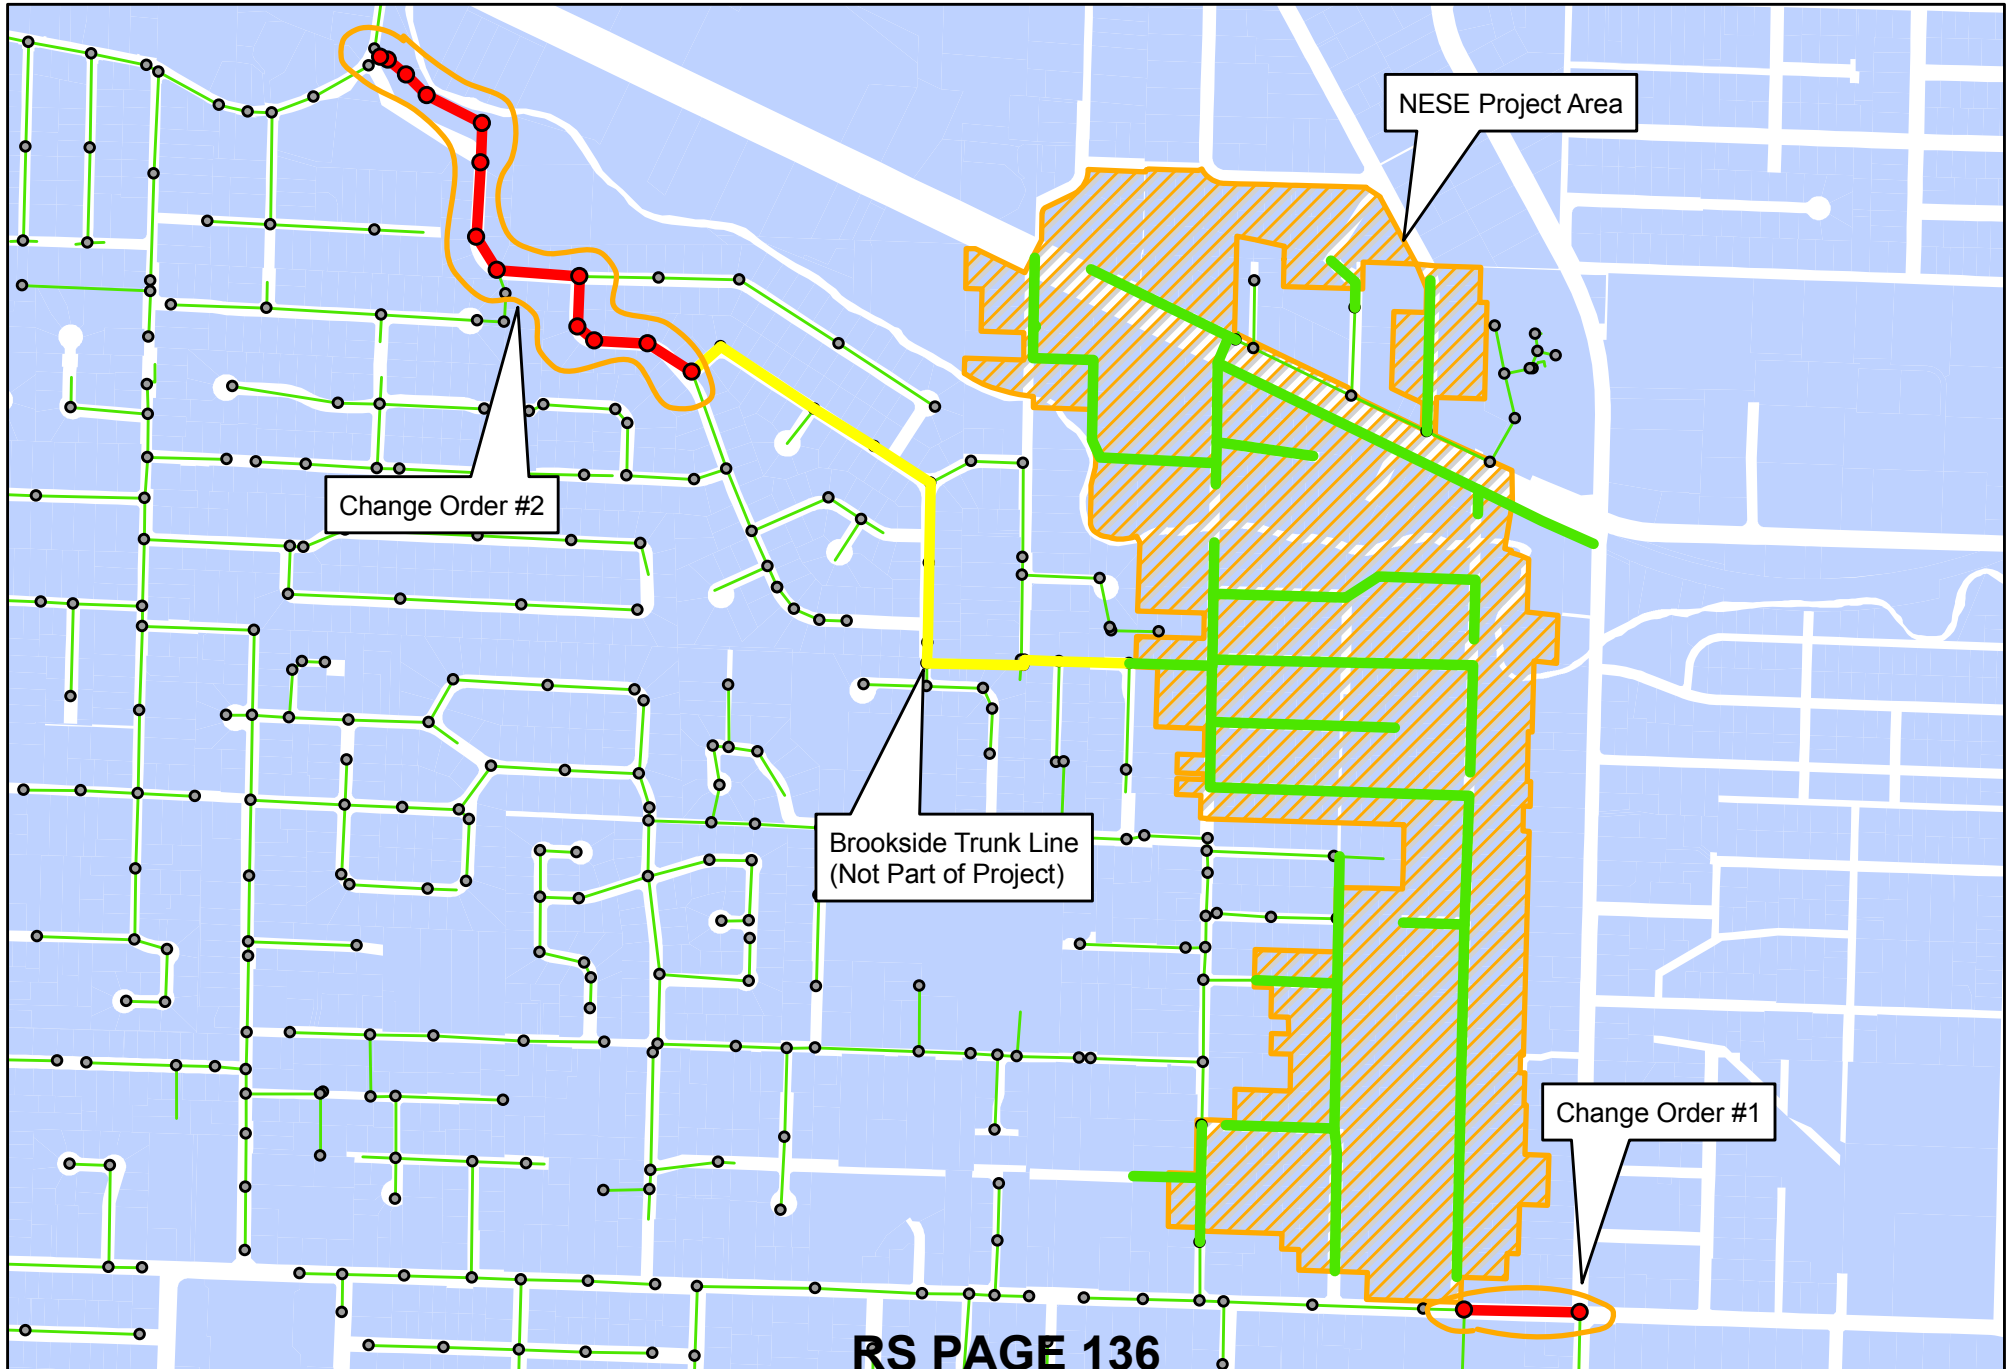 NESE Project Area
Change Order #2
Brookside Trunk Line
(Not Part of Project)
Change Order #1
RS PAGE 136